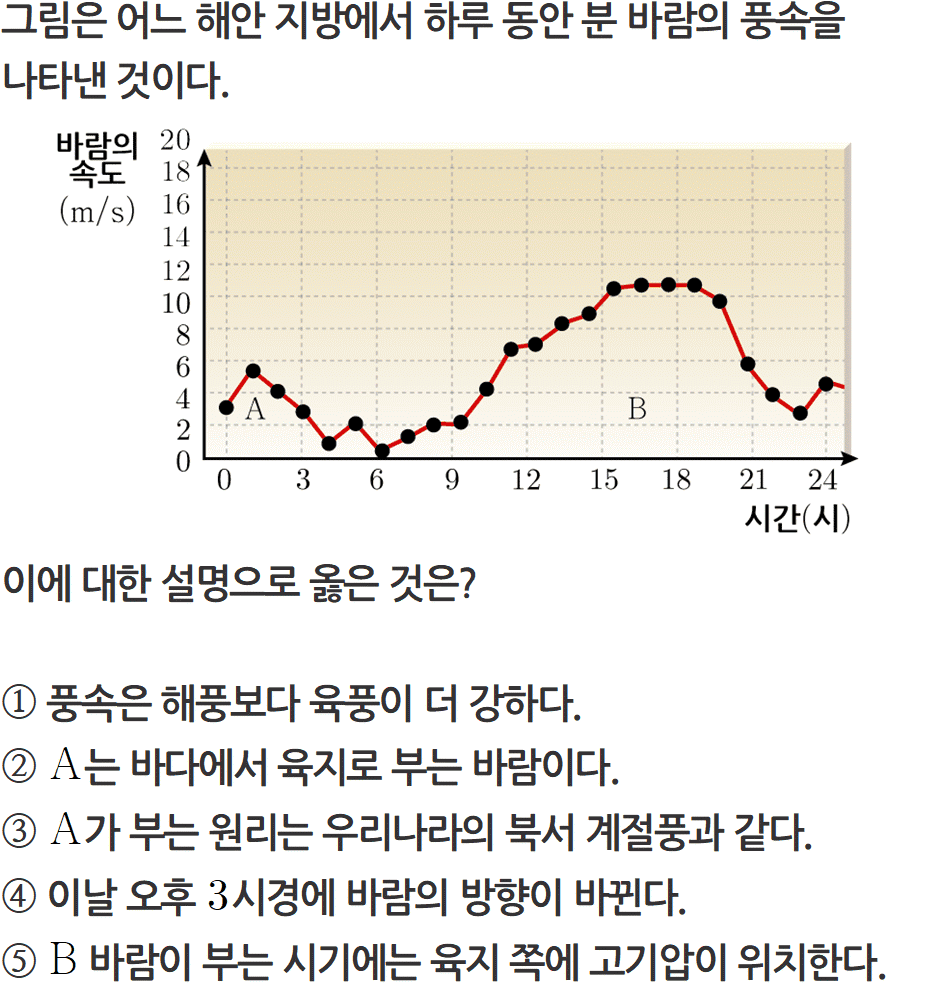 그림은 어느 해안 지방에서 하루 동안 분 바람의 풍속을
나타낸 것이다.
바람의
속도
(m/s)
20
18
16
14
12
10
8
6
4
2
0
A
B
0 3 6 9 12 15 18 21 24
시간(시)
이에 대한 설명으로 옳은 것은?
① 풍속은 해풍보다 육풍이 더 강하다.
② A는 바다에서 육지로 부는 바람이다.
③ A가 부는 원리는 우리나라의 북서 계절풍과 같다.
④ 이날 오후 3시경에 바람의 방향이 바뀐다.
⑤ B 바람이 부는 시기에는 육지 쪽에 고기압이 위치한다.